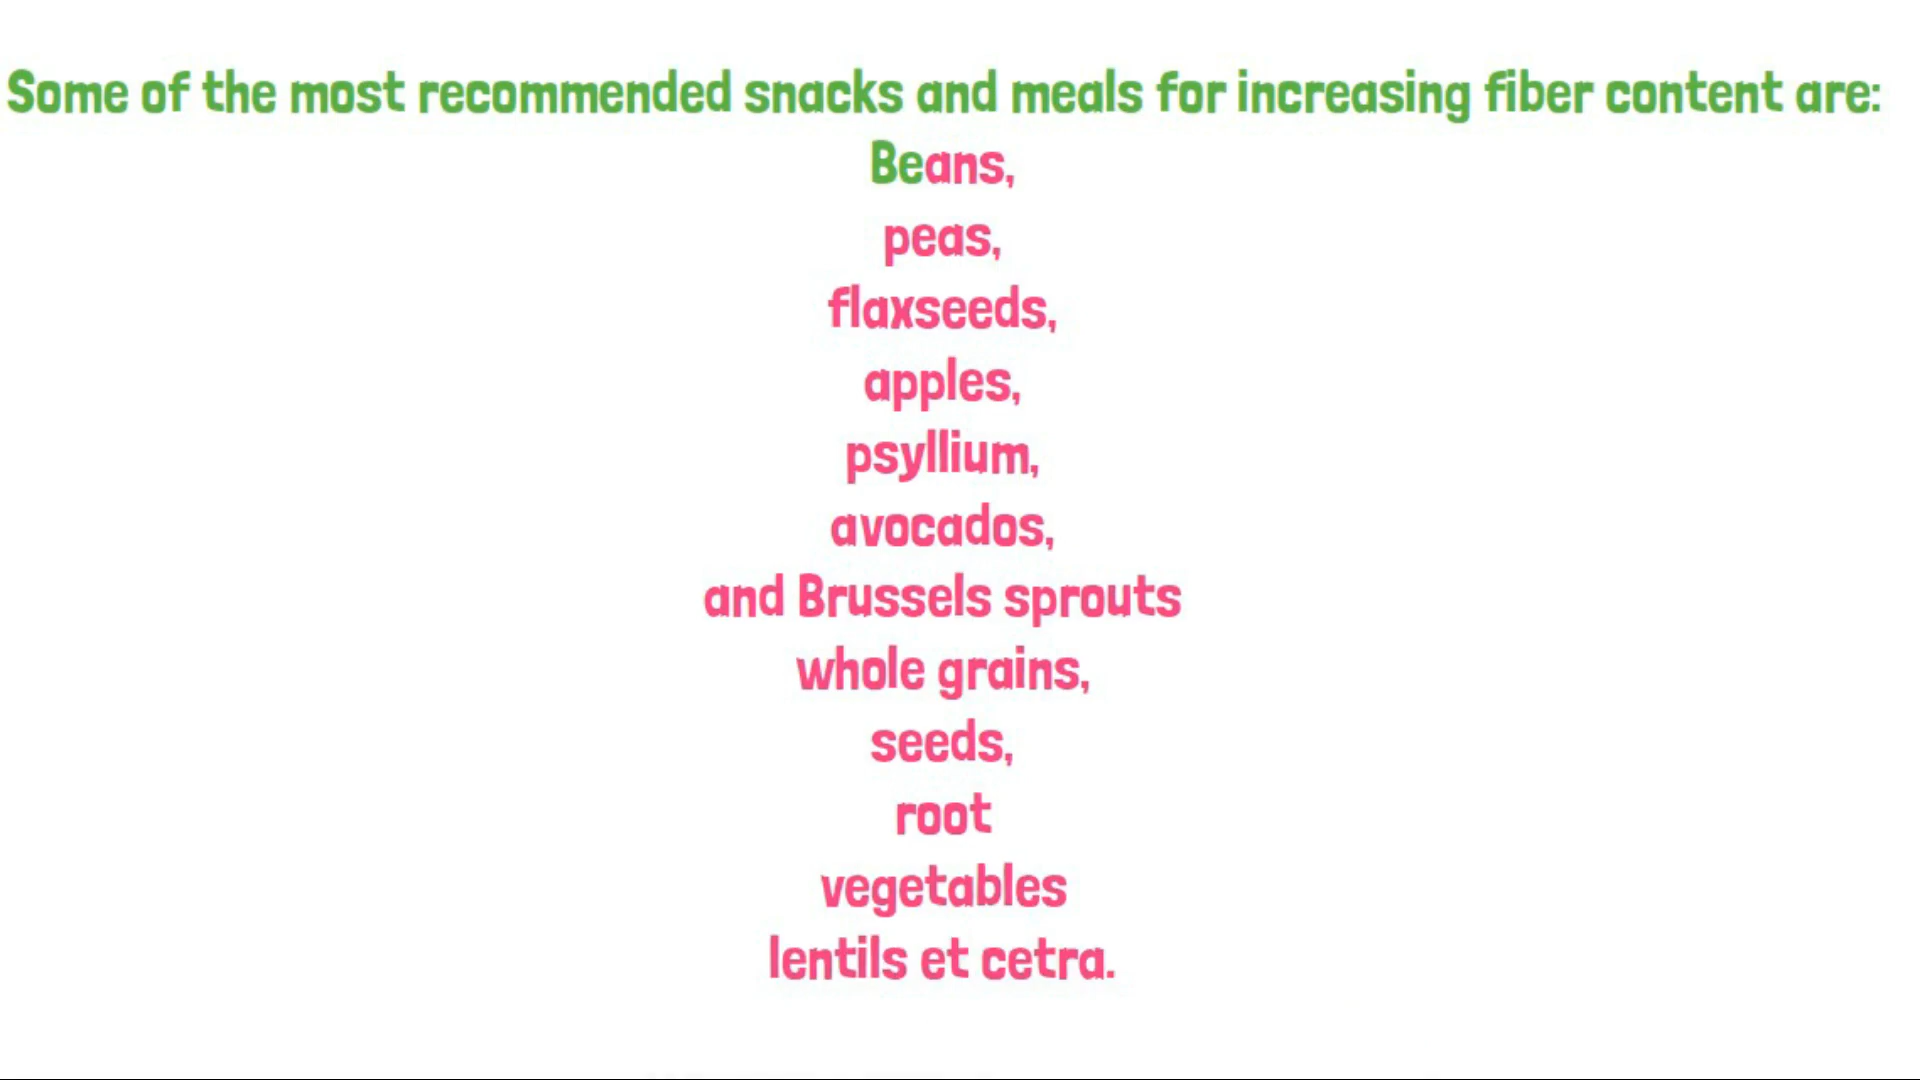 Some of the most recommended snacks and meals for increasing fiber content are:
Beans,
peas,
flaxseeds,
apples,
psyllium,
avocados,
and Brussels sprouts
whole grains,
seeds,
root
vegetables
lentils et cetra.